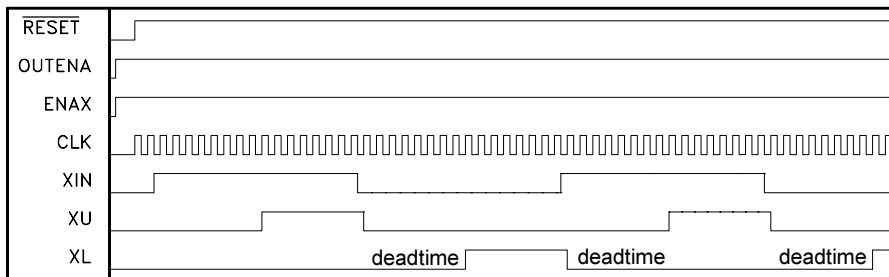 RESET
OUTENA
ENAX
CLK
XIN
XU
XL deadtime deadtime deadtime